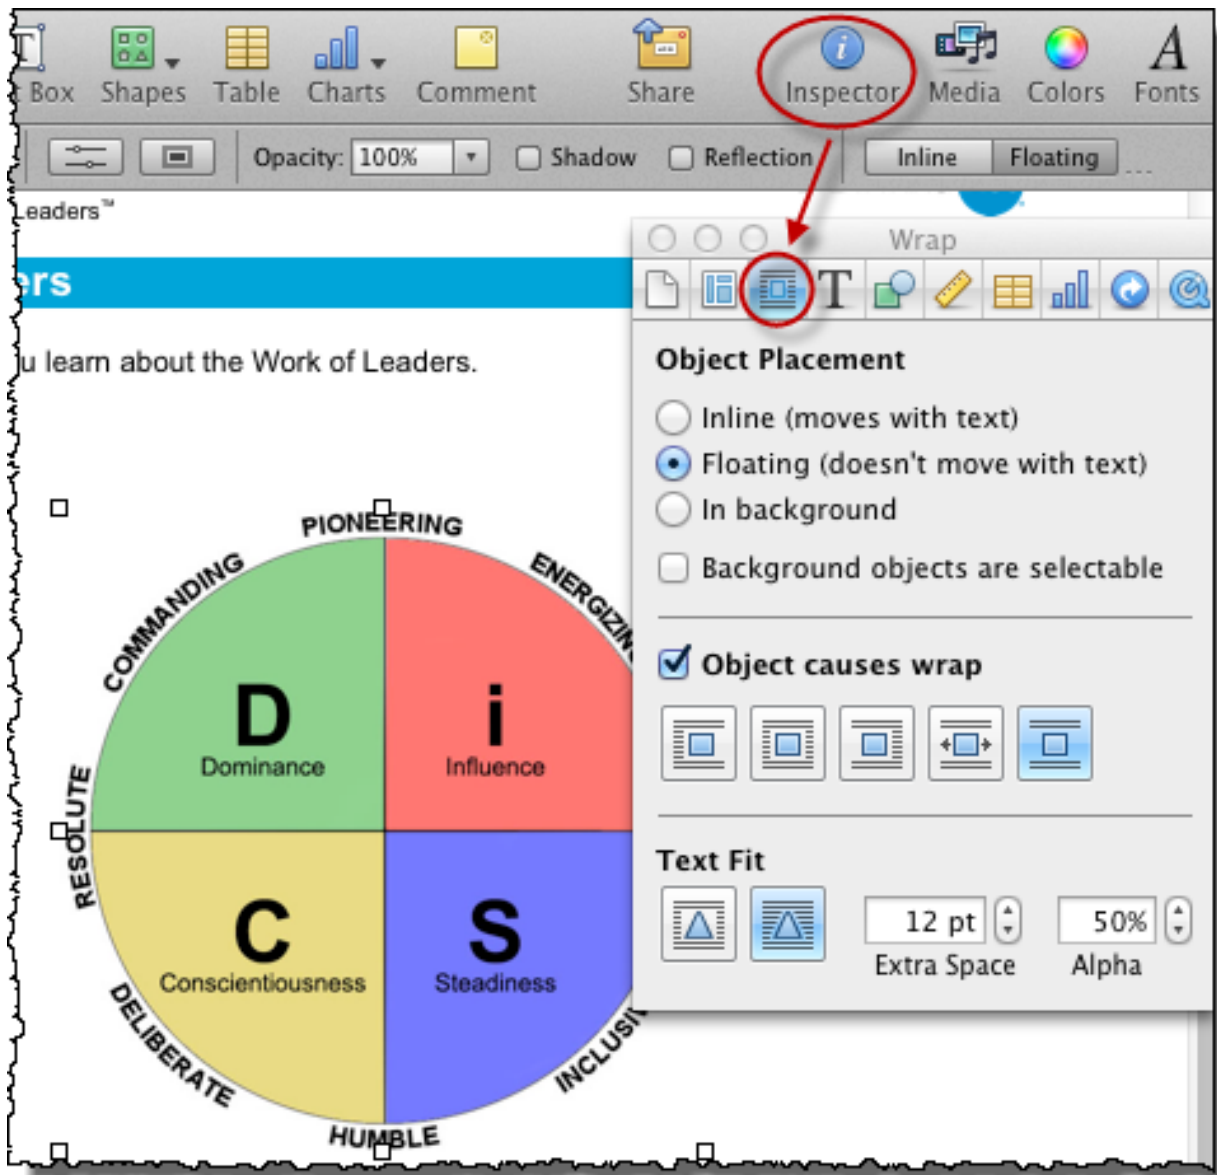 t Box Shapes Table Charts Comment Share Inspector Media Colors Fonts
Opacity: 100% Shadow Reflection Inline Floating ...
Leaders™
Wrap
ers
u learn about the Work of Leaders.
Object Placement
Inline (moves with text)
Floating (doesn't move with text)
In background
Background objects are selectable
Object causes wrap
Text Fit
12 pt 50%
Extra Space Alpha
PIONEERING
COMMANDING
ENERGIZING
D
Dominance
i
Influence
RESOLUTE
C
Conscientiousness
S
Steadiness
DELIBERATE
INCLUSIV
HUMBLE